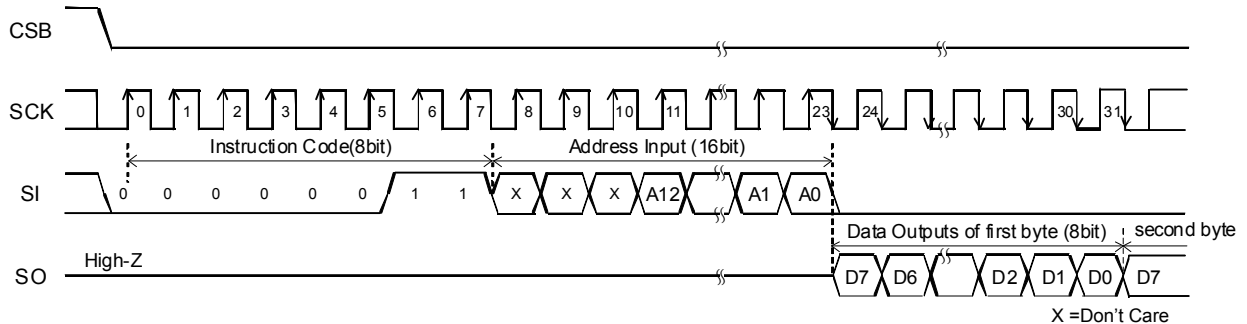 CSB
SCK 0 1 2 3 4 5 6 7 8 9 10 11 23 24 30 31
Instruction Code(8bit) Address Input (16bit)
SI 0 0 0 0 0 0 1 1 X X X A12 A1 A0
Data Outputs of first byte (8bit) second byte
High-Z
SO D7 D6 D2 D1 D0 D7
X =Don't Care